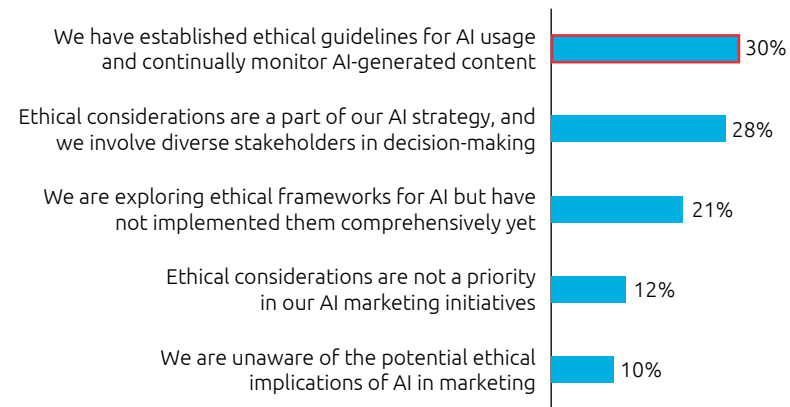 We have established ethical guidelines for AI usage
and continually monitor AI-generated content
30%
Ethical considerations are a part of our AI strategy, and
we involve diverse stakeholders in decision-making
28%
We are exploring ethical frameworks for AI but have
not implemented them comprehensively yet
21%
Ethical considerations are not a priority
in our AI marketing initiatives
12%
We are unaware of the potential ethical
implications of AI in marketing
10%